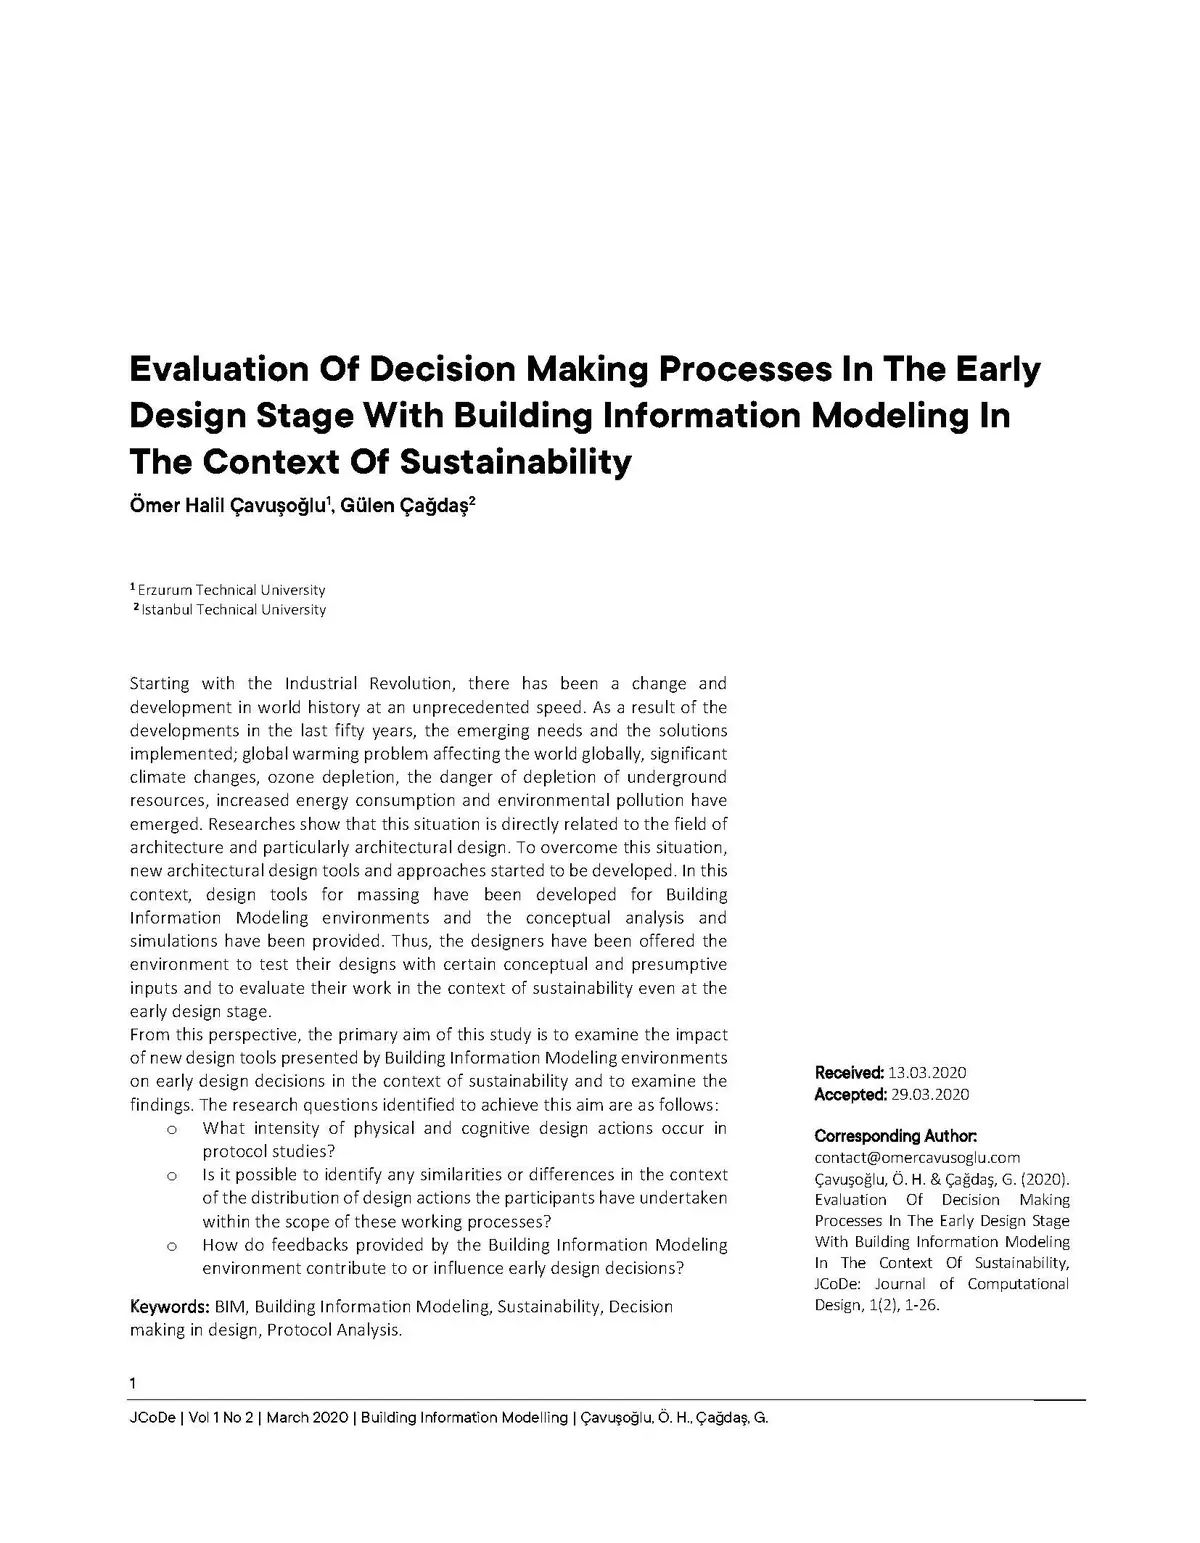 Evaluation Of Decision Making Processes In The Early
Design Stage With Building Information Modeling In
The Context Of Sustainability
Ömer Halil Çavuşoğlu¹, Gülen Çağdaş²
¹ Erzurum Technical University
² Istanbul Technical University
Starting with the Industrial Revolution, there has been a change and
development in world history at an unprecedented speed. As a result of the
developments in the last fifty years, the emerging needs and the solutions
implemented; global warming problem affecting the world globally, significant
climate changes, ozone depletion, the danger of depletion of underground
resources, increased energy consumption and environmental pollution have
emerged. Researches show that this situation is directly related to the field of
architecture and particularly architectural design. To overcome this situation,
new architectural design tools and approaches started to be developed. In this
context, design tools for massing have been developed for Building
Information Modeling environments and the conceptual analysis and
simulations have been provided. Thus, the designers have been offered the
environment to test their designs with certain conceptual and presumptive
inputs and to evaluate their work in the context of sustainability even at the
early design stage.
From this perspective, the primary aim of this study is to examine the impact
of new design tools presented by Building Information Modeling environments
on early design decisions in the context of sustainability and to examine the
findings. The research questions identified to achieve this aim are as follows:
o What intensity of physical and cognitive design actions occur in
protocol studies?
o Is it possible to identify any similarities or differences in the context
of the distribution of design actions the participants have undertaken
within the scope of these working processes?
o How do feedbacks provided by the Building Information Modeling
environment contribute to or influence early design decisions?
Keywords: BIM, Building Information Modeling, Sustainability, Decision
making in design, Protocol Analysis.
Received: 13.03.2020
Accepted: 29.03.2020
Corresponding Author:
contact@omercavusoglu.com
Çavuşoğlu, Ö. H. & Çağdaş, G. (2020).
Evaluation Of Decision Making
Processes In The Early Design Stage
With Building Information Modeling
In The Context Of Sustainability,
JCoDe: Journal of Computational
Design, 1(2), 1-26.
1
JCoDe | Vol 1 No 2 | March 2020 | Building Information Modelling | Çavuşoğlu, Ö. H., Çağdaş, G.